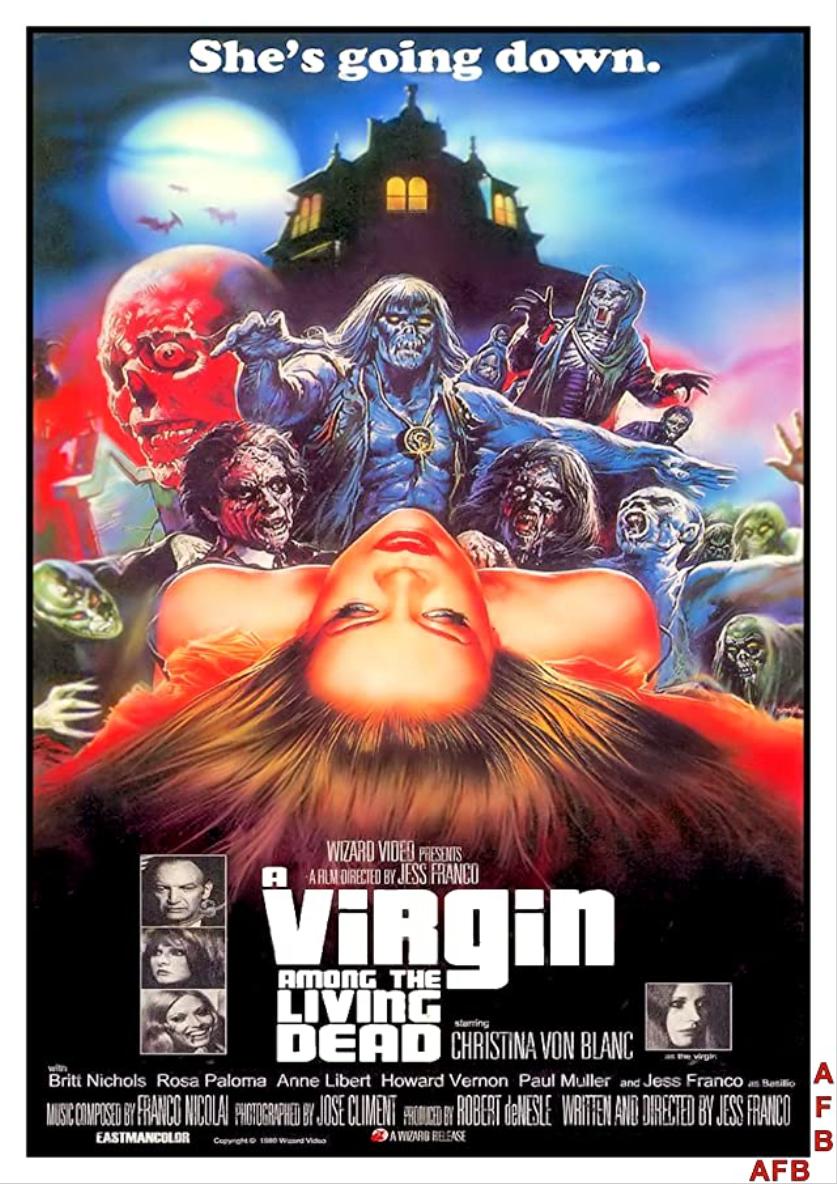 She's going down.
WIZARD VIDEO PRESENTS
A FILM DIRECTED BY JESS FRANCO
A
ViRgin
AMONG THE
LIVING
DEAD
starring
CHRISTINA VON BLANC
as the virgin
with
Britt Nichols Rosa Paloma Anne Libert Howard Vernon Paul Muller and Jess Franco as Basilio
MUSIC COMPOSED BY FRANCO NICOLAI PHOTOGRAPHED BY JOSE CLIMENT PRODUCED BY ROBERT deNESLE WRITTEN AND DIRECTED BY JESS FRANCO
EASTMANCOLOR Copyright © 1980 Wizard Video A WIZARD RELEASE
A
F
B
AFB